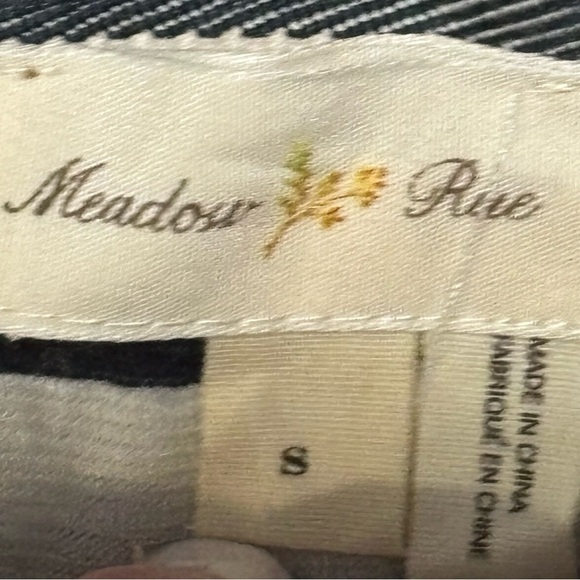 Meadow Rue
S
MADE IN CHINA
FABRIQUÉ EN CHINE